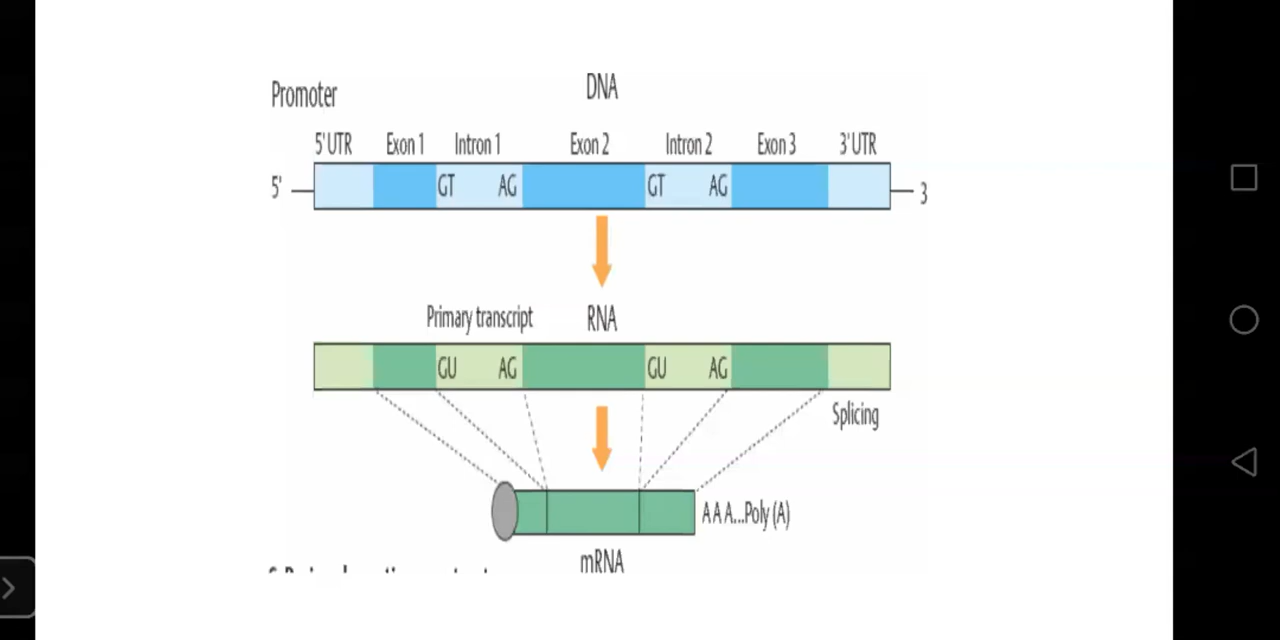 DNA
Promoter
5' UTR Exon 1 Intron 1 Exon 2 Intron 2 Exon 3 3' UTR
5' GT AG GT AG 3
Primary transcript RNA
GU AG GU AG
Splicing
A A A...Poly (A)
mRNA